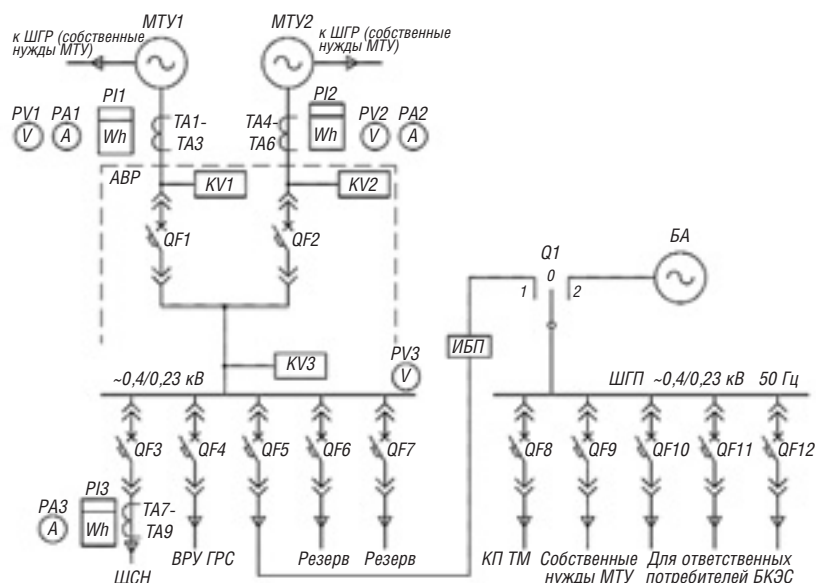 МТУ1
МТУ2
к ШГР (собственные
нужды МТУ)
к ШГР (собственные
нужды МТУ)
PV1
PA1
PI1
PI2
PV2
PA2
V
A
Wh
TA1-
TA3
TA4-
TA6
Wh
V
A
АВР
KV1
KV2
QF1
QF2
Q1
БА
0
1
2
ИБП
KV3
PV3
V
~0,4/0,23 кВ
ШГП ~0,4/0,23 кВ 50 Гц
QF3
QF4
QF5
QF6
QF7
QF8
QF9
QF10
QF11
QF12
PI3
PA3
A
Wh
TA7-
TA9
ЩСН
ВРУ ГРС
Резерв
Резерв
КП ТМ
Собственные
нужды МТУ
Для ответственных
потребителей БКЭС